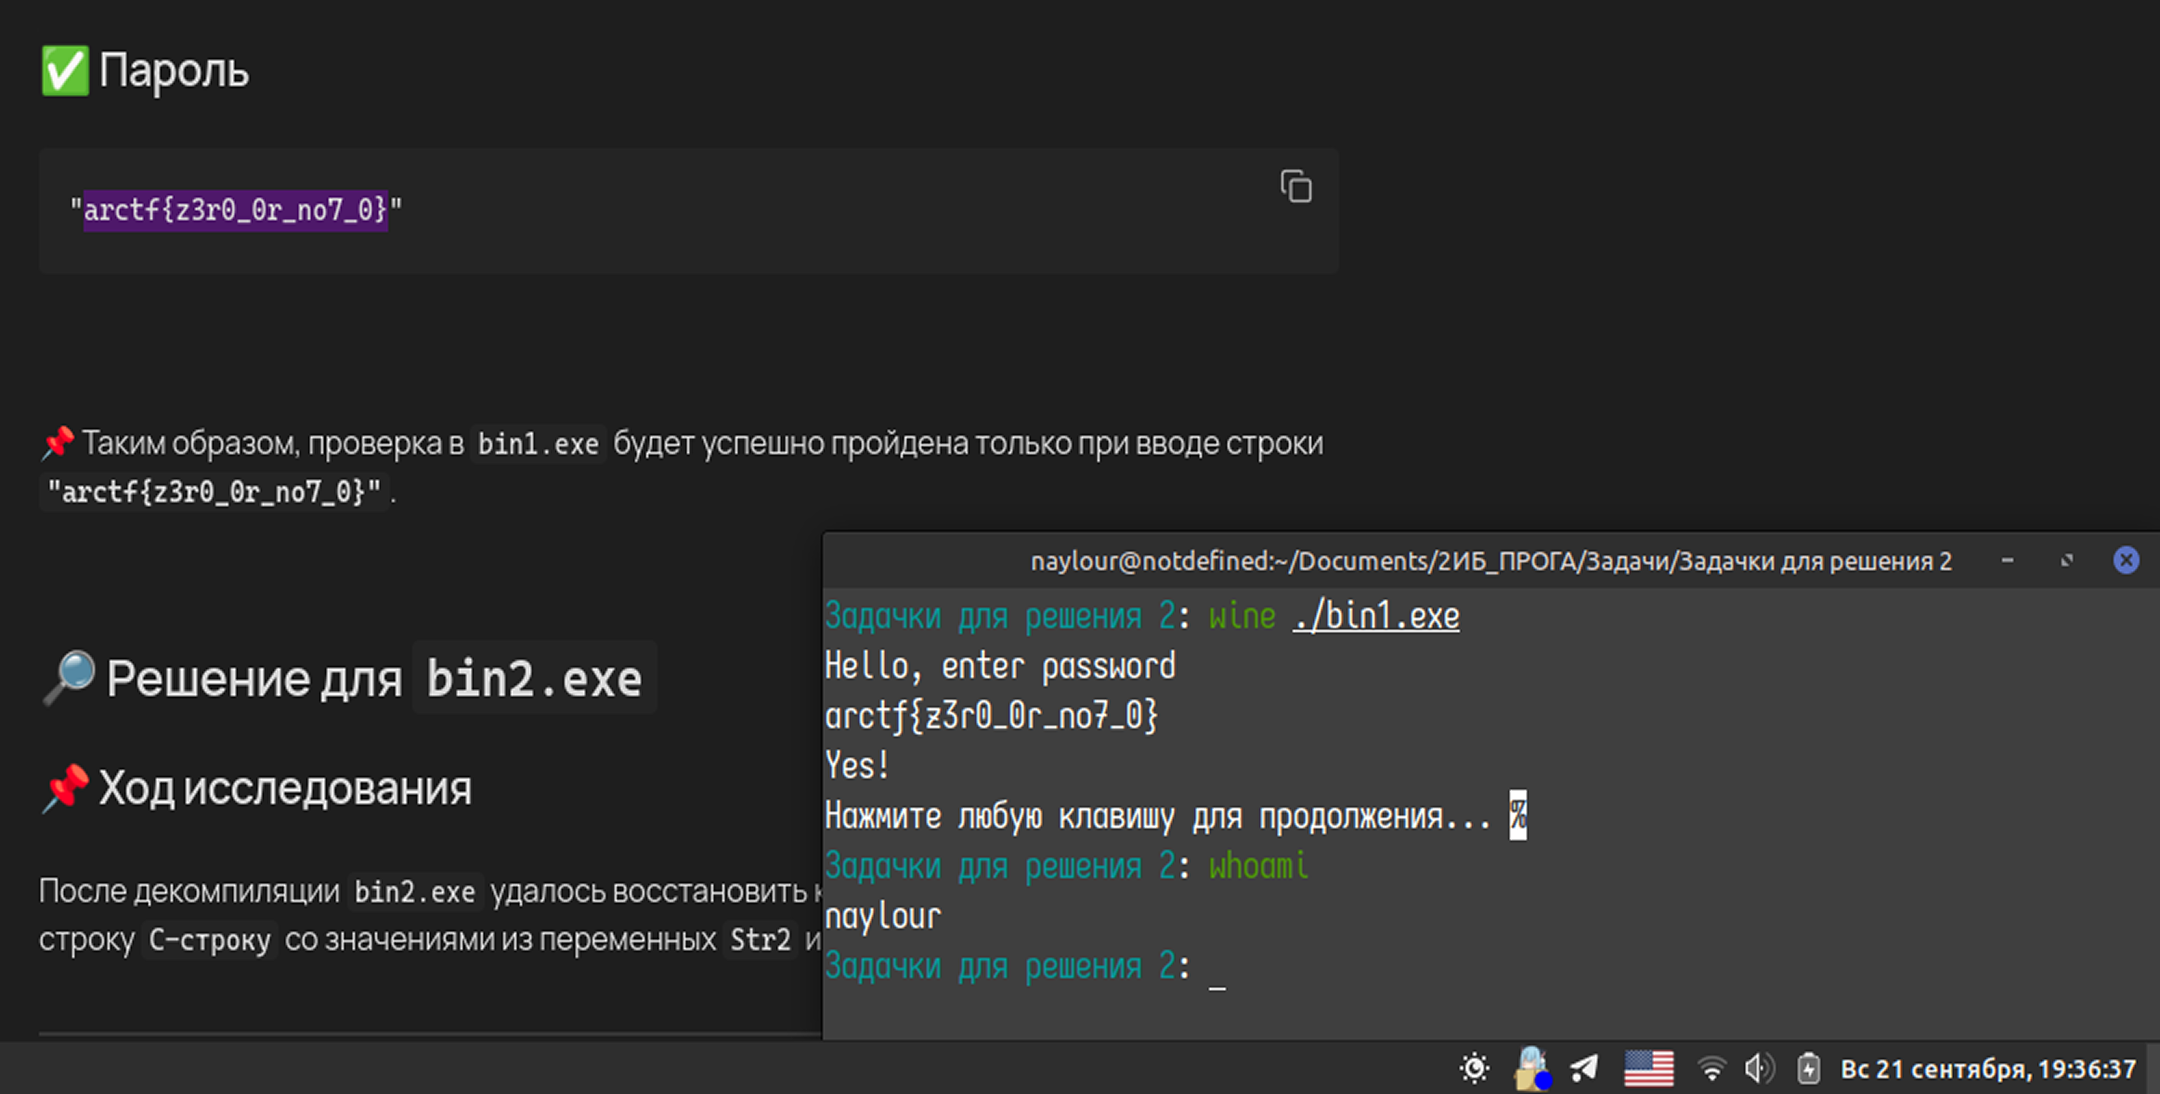 ✅ Пароль
"arctf{z3r0_0r_no7_0}"
📌 Таким образом, проверка в bin1.exe будет успешно пройдена только при вводе строки
"arctf{z3r0_0r_no7_0}".
🔎 Решение для bin2.exe
📌 Ход исследования
После декомпиляции bin2.exe удалось восстановить
строку C-строку со значениями из переменных Str2 и
naylour@notdefined:~/Documents/2ИБ_ПРОГА/Задачи/Задачки для решения 2
Задачки для решения 2: wine ./bin1.exe
Hello, enter password
arctf{z3r0_0r_no7_0}
Yes!
Нажмите любую клавишу для продолжения... %
Задачки для решения 2: whoami
naylour
Задачки для решения 2: _
Вс 21 сентября, 19:36:37